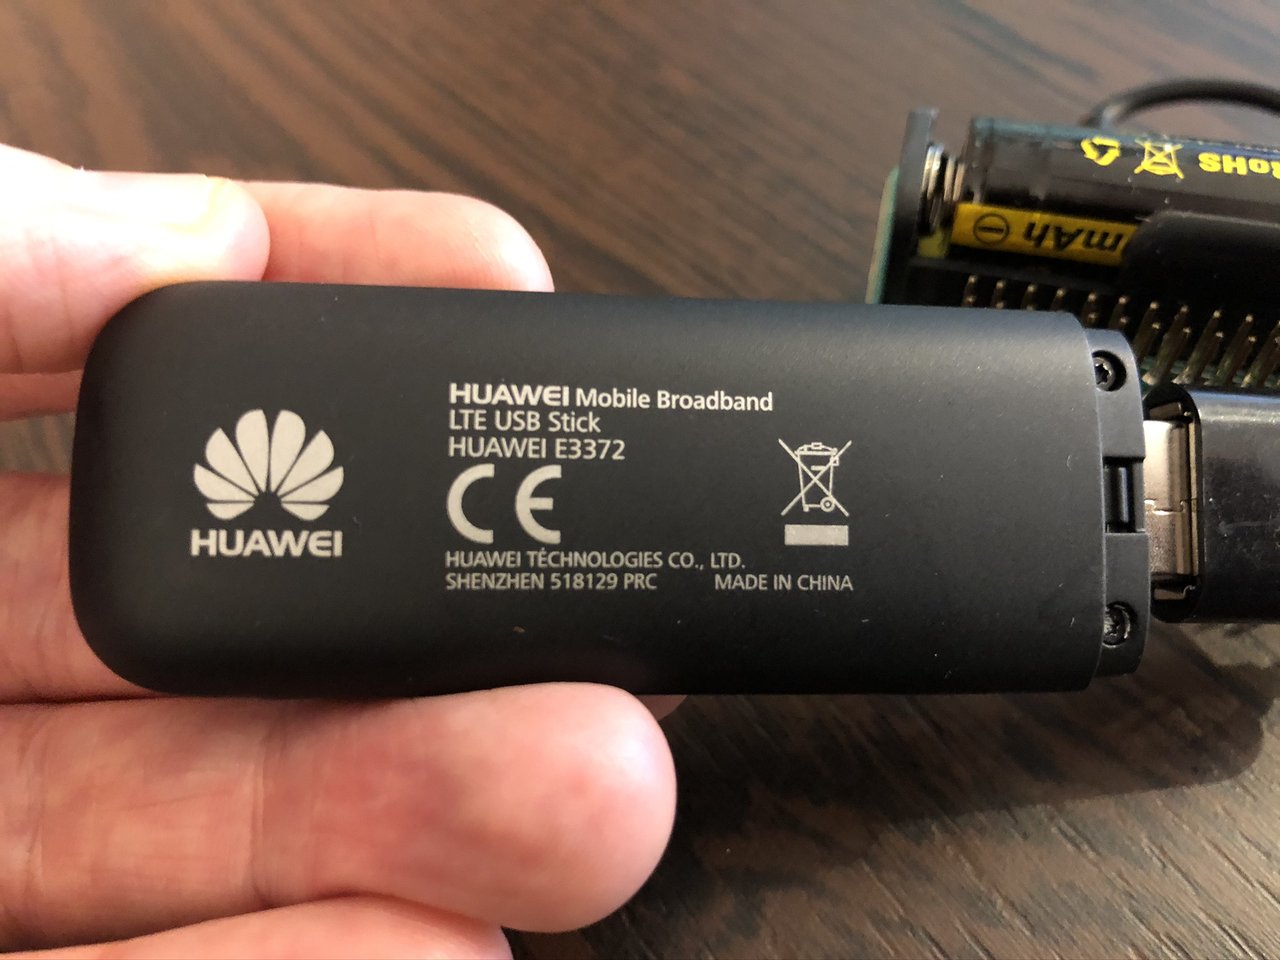 HUAWEI
HUAWEI Mobile Broadband
LTE USB Stick
HUAWEI E3372
CE
HUAWEI TECHNOLOGIES CO., LTD.
SHENZHEN 518129 PRC MADE IN CHINA
RoHS
mAh